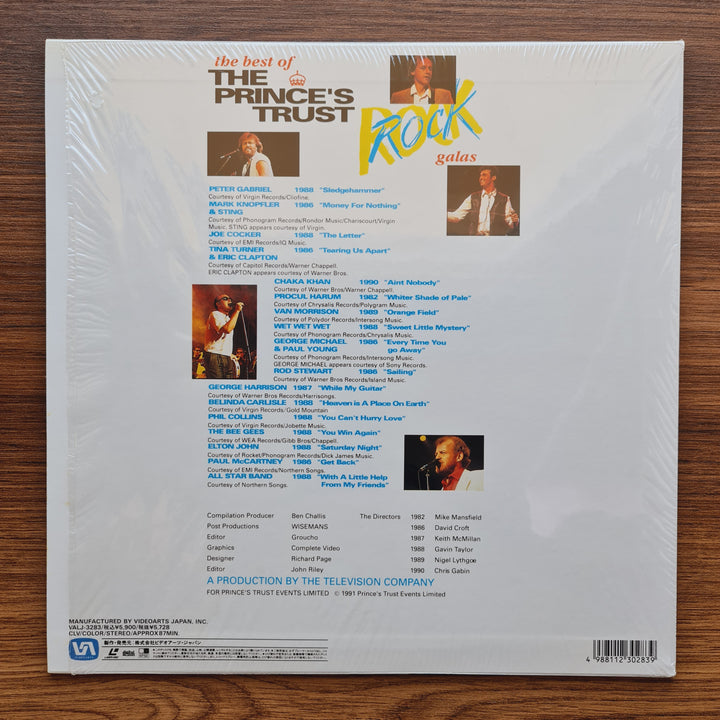 the best of
THE
PRINCE'S
TRUST
ROCK
galas
PETER GABRIEL 1988 "Sledgehammer"
Courtesy of Virgin Records/Cliofine.
MARK KNOPFLER 1986 "Money For Nothing"
& STING
Courtesy of Phonogram Records/Rondor Music/Chariscourt/Virgin
Music. STING appears courtesy of Virgin.
JOE COCKER 1988 "The Letter"
Courtesy of EMI Records/IQ Music.
TINA TURNER 1986 "Tearing Us Apart"
& ERIC CLAPTON
Courtesy of Capitol Records/Warner Chappell.
ERIC CLAPTON appears courtesy of Warner Bros.
CHAKA KHAN 1990 "Aint Nobody"
Courtesy of Warner Bros/Warner Chappell.
PROCUL HARUM 1982 "Whiter Shade of Pale"
Courtesy of Chrysalis Records/Polygram Music.
VAN MORRISON 1989 "Orange Field"
Courtesy of Polydor Records/Intersong Music.
WET WET WET 1988 "Sweet Little Mystery"
Courtesy of Phonogram Records/Chrysalis Music.
GEORGE MICHAEL 1986 "Every Time You
& PAUL YOUNG go Away"
Courtesy of Phonogram Records/Intersong Music.
GEORGE MICHAEL appears courtesy of Sony Records.
ROD STEWART 1986 "Sailing"
Courtesy of Warner Bros Records/Island Music.
GEORGE HARRISON 1987 "While My Guitar"
Courtesy of Warner Bros Records/Harrisongs.
BELINDA CARLISLE 1988 "Heaven is A Place On Earth"
Courtesy of Virgin Records/Gold Mountain
PHIL COLLINS 1988 "You Can't Hurry Love"
Courtesy of Virgin Records/Jobette Music.
THE BEE GEES 1988 "You Win Again"
Courtesy of WEA Records/Gibb Bros/Chappell.
ELTON JOHN 1988 "Saturday Night"
Courtesy of Rocket/Phonogram Records/Dick James Music.
PAUL McCARTNEY 1986 "Get Back"
Courtesy of EMI Records/Northern Songs.
ALL STAR BAND 1988 "With A Little Help
Courtesy of Northern Songs. From My Friends"
Compilation Producer Ben Challis The Directors 1982 Mike Mansfield
Post Productions WISEMANS 1986 David Croft
Editor Groucho 1987 Keith McMillan
Graphics Complete Video 1988 Gavin Taylor
Designer Richard Page 1989 Nigel Lythgoe
Editor John Riley 1990 Chris Gabin
A PRODUCTION BY THE TELEVISION COMPANY
FOR PRINCE'S TRUST EVENTS LIMITED © 1991 Prince's Trust Events Limited
MANUFACTURED BY VIDEOARTS JAPAN, INC.
VALJ-3283/税込¥5,900/税抜¥5,728
CLV/COLOR/STEREO/APPROX87MIN.
製作・発売元:株式会社ビデオアーツ・ジャパン
4 988112 302839